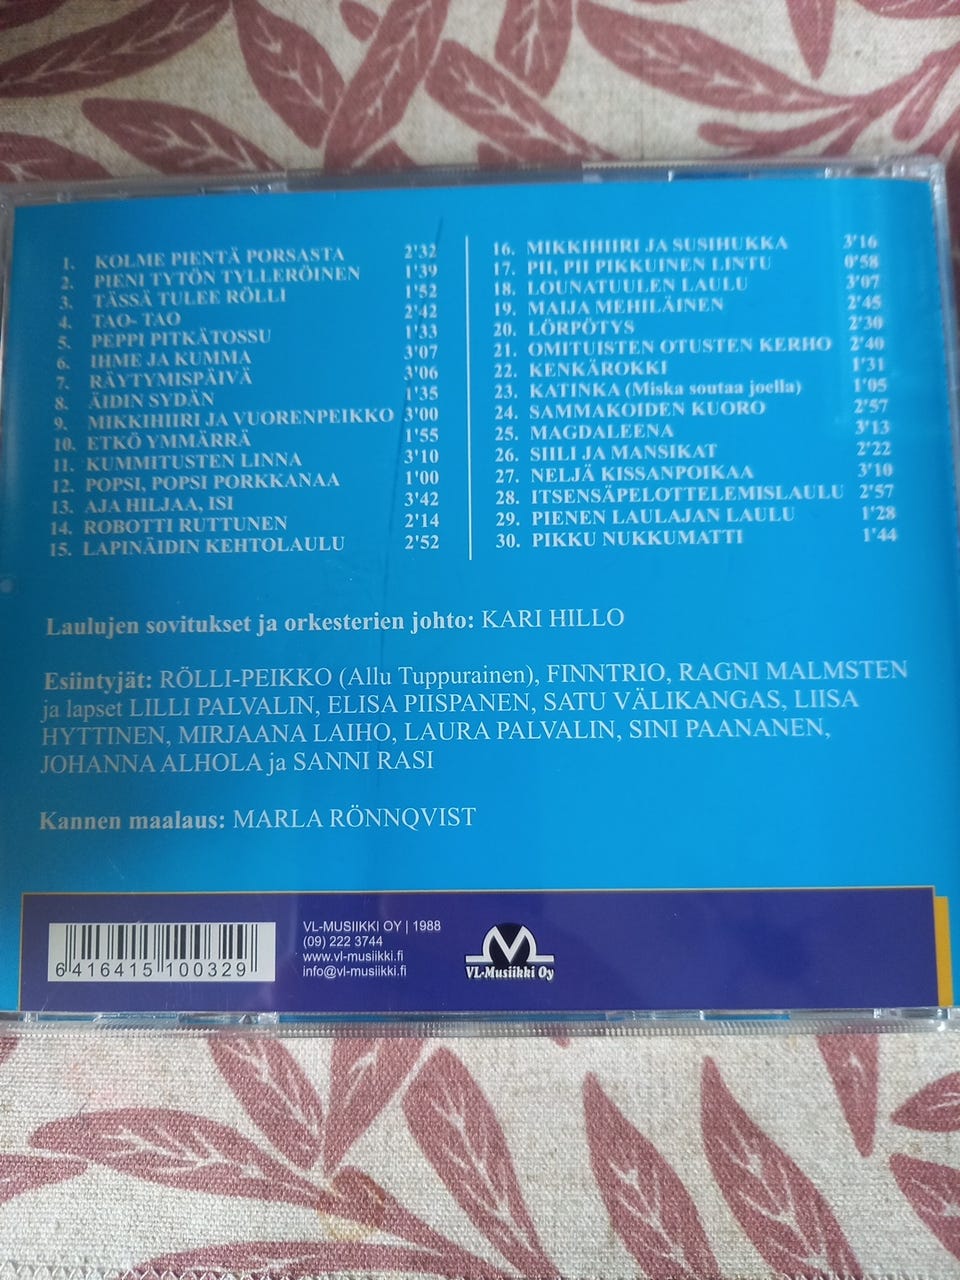 1. KOLME PIENTÄ PORSASTA 2'32
2. PIENI TYTÖN TYLLERÖINEN 1'39
3. TÄSSÄ TULEE RÖLLI 1'52
4. TAO- TAO 2'42
5. PEPPI PITKÄTOSSU 1'33
6. IHME JA KUMMA 3'07
7. RÄYTYMISPÄIVÄ 3'06
8. ÄIDIN SYDÄN 1'35
9. MIKKIHIIRI JA VUORENPEIKKO 3'00
10. ETKÖ YMMÄRRÄ 1'55
11. KUMMITUSTEN LINNA 3'10
12. POPSI, POPSI PORKKANAA 1'00
13. AJA HILJAA, ISI 3'42
14. ROBOTTI RUTTUNEN 2'14
15. LAPINÄIDIN KEHTOLAULU 2'52
16. MIKKIHIIRI JA SUSIHUKKA 3'16
17. PII, PII PIKKUINEN LINTU 0'58
18. LOUNATUULEN LAULU 3'07
19. MAIJA MEHILÄINEN 2'45
20. LÖRPÖTYS 2'30
21. OMITUISTEN OTUSTEN KERHO 2'40
22. KENKÄROKKI 1'31
23. KATINKA (Miska soutaa joella) 1'05
24. SAMMAKOIDEN KUORO 2'57
25. MAGDALEENA 3'13
26. SIILI JA MANSIKAT 2'22
27. NELJÄ KISSANPOIKAA 3'10
28. ITSENSÄPELOTTELEMISLAULU 2'57
29. PIENEN LAULAJAN LAULU 1'28
30. PIKKU NUKKUMATTI 1'44
Laulujen sovitukset ja orkesterien johto: KARI HILLO
Esiintyjät: RÖLLI-PEIKKO (Allu Tuppurainen), FINNTRIO, RAGNI MALMSTEN
ja lapset LILLI PALVALIN, ELISA PIISPANEN, SATU VÄLIKANGAS, LIISA
HYTTINEN, MIRJAANA LAIHO, LAURA PALVALIN, SINI PAANANEN,
JOHANNA ALHOLA ja SANNI RASI
Kannen maalaus: MARLA RÖNNQVIST
6 416415 100329
VL-MUSIIKKI OY | 1988
(09) 222 3744
www.vl-musiikki.fi
info@vl-musiikki.fi
VL-Musiikki Oy